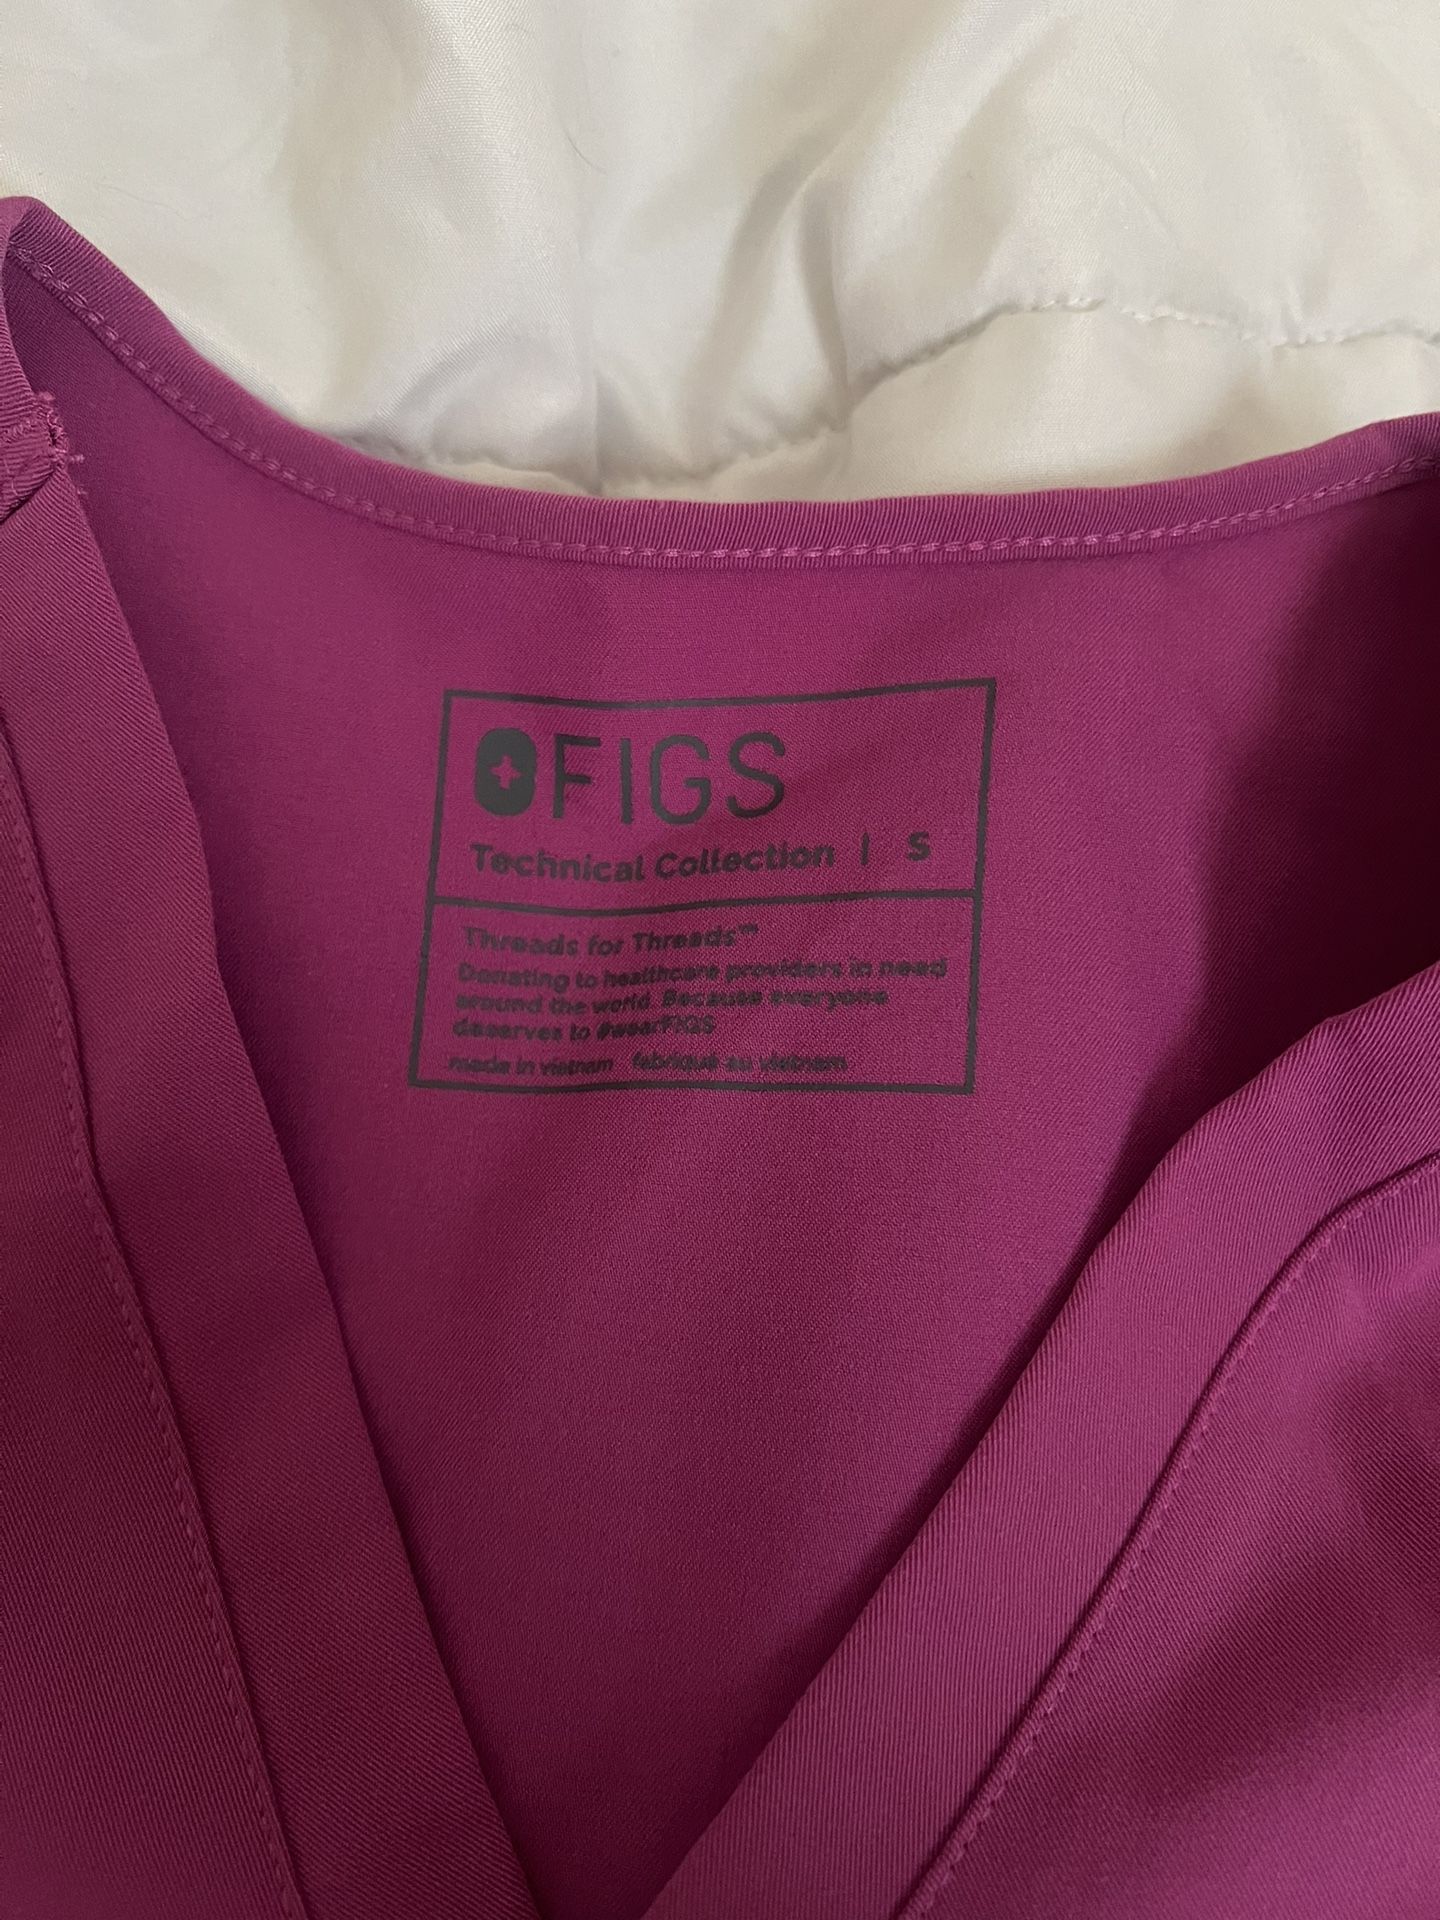 FIGS
Technical Collection | S
Threads for Threads™
Donating to healthcare providers in need
around the world. Because everyone
deserves to #wearFIGS
made in vietnam fabriqué au vietnam